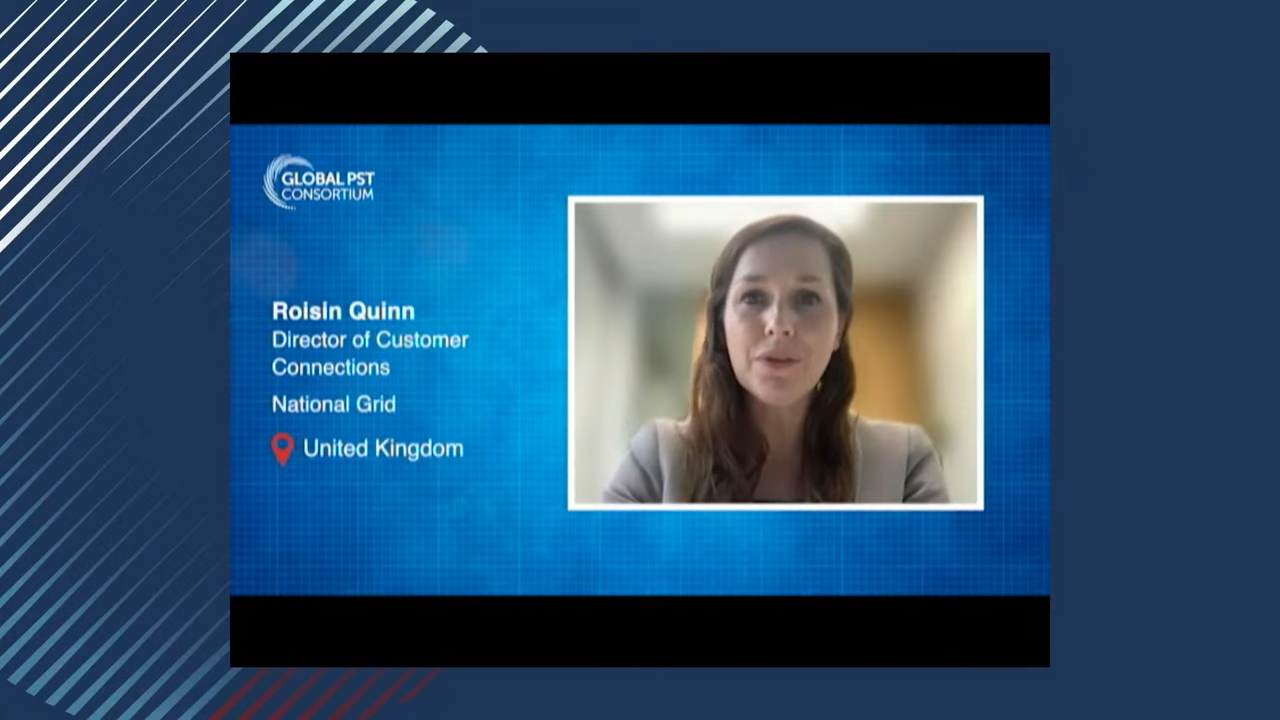 GLOBAL PST
CONSORTIUM
Roisin Quinn
Director of Customer
Connections
National Grid
United Kingdom